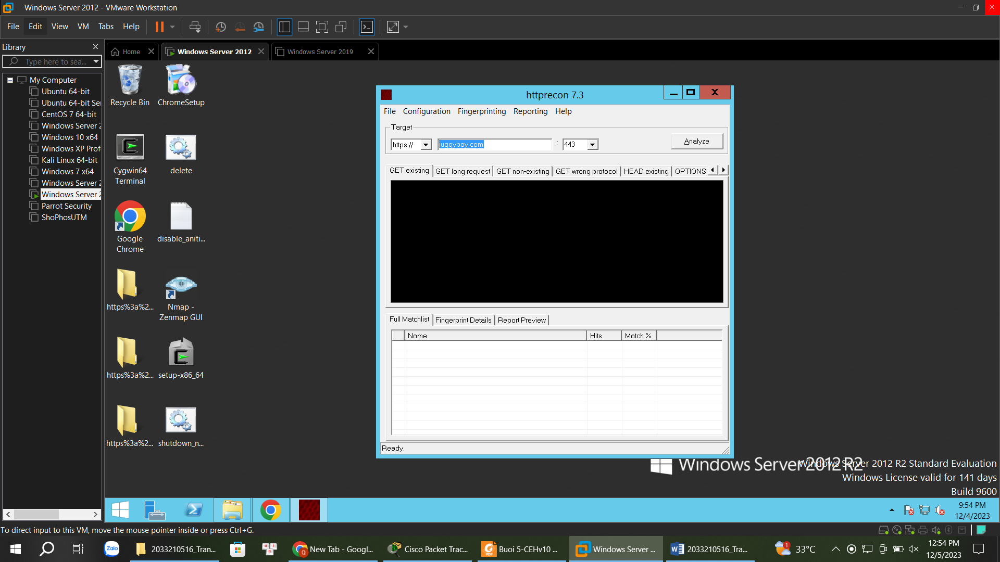 Windows Server 2012 - VMware Workstation
File Edit View VM Tabs Help
Library
Type here to sea...
My Computer
Ubuntu 64-bit
Ubuntu 64-bit Ser
CentOS 7 64-bit
Windows Server 2
Windows 10 x64
Windows XP Prof
Kali Linux 64-bit
Windows 7 x64
Windows Server 2
Windows Server 2
Parrot Security
ShoPhosUTM
Home
Windows Server 2012
Windows Server 2019
Recycle Bin
ChromeSetup
Cygwin64 Terminal
delete
Google Chrome
disable_aniti...
https%3a%2...
Nmap - Zenmap GUI
https%3a%2...
setup-x86_64
https%3a%2...
shutdown_n...
httprecon 7.3
File Configuration Fingerprinting Reporting Help
Target
https:// juggyboy.com : 443 Analyze
GET existing GET long request GET non-existing GET wrong protocol HEAD existing OPTIONS
Full Matchlist Fingerprint Details Report Preview
Name Hits Match %
Ready.
Windows Server 2012 R2
Windows Server 2012 R2 Standard Evaluation
Windows License valid for 141 days
Build 9600
9:54 PM
12/4/2023
To direct input to this VM, move the mouse pointer inside or press Ctrl+G.
Zalo
2033210516_Tran...
New Tab - Googl...
Cisco Packet Trac...
PDF
Buoi 5-CEHv10 ...
Windows Server ...
2033210516_Tra...
1
33°C
12:54 PM
12/5/2023